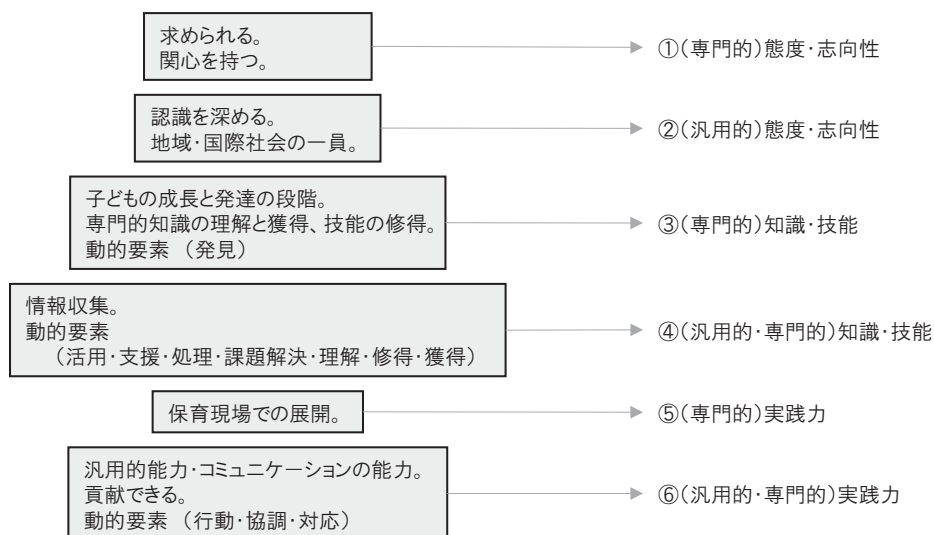 求められる。
関心を持つ。
①(専門的)態度・志向性
認識を深める。
地域・国際社会の一員。
②(汎用的)態度・志向性
子どもの成長と発達の段階。
専門的知識の理解と獲得、技能の修得。
動的要素 (発見)
③(専門的)知識・技能
情報収集。
動的要素
(活用・支援・処理・課題解決・理解・修得・獲得)
④(汎用的・専門的)知識・技能
保育現場での展開。
⑤(専門的)実践力
汎用的能力・コミュニケーションの能力。
貢献できる。
動的要素 (行動・協調・対応)
⑥(汎用的・専門的)実践力